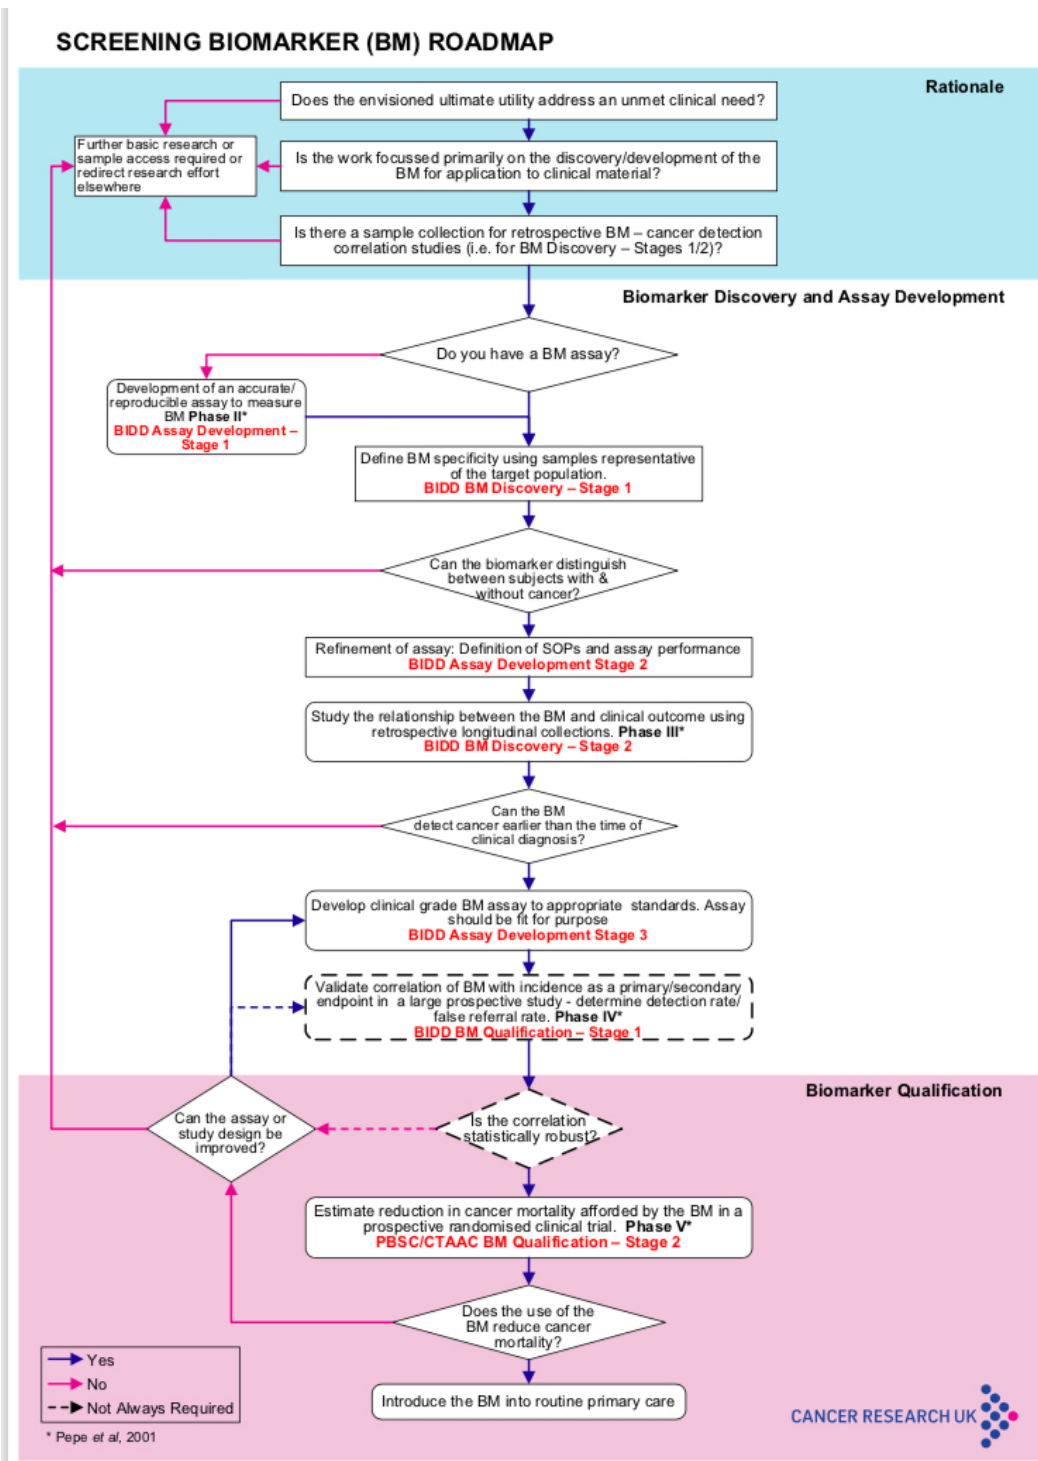 SCREENING BIOMARKER (BM) ROADMAP
Rationale
Does the envisioned ultimate utility address an unmet clinical need?
Further basic research or
sample access required or
redirect research effort
elsewhere
Is the work focussed primarily on the discovery/development of the
BM for application to clinical material?
Is there a sample collection for retrospective BM – cancer detection
correlation studies (i.e. for BM Discovery – Stages 1/2)?
Biomarker Discovery and Assay Development
Do you have a BM assay?
Development of an accurate/
reproducible assay to measure
BM Phase II*
BIDD Assay Development –
Stage 1
Define BM specificity using samples representative
of the target population.
BIDD BM Discovery – Stage 1
Can the biomarker distinguish
between subjects with &
without cancer?
Refinement of assay: Definition of SOPs and assay performance
BIDD Assay Development Stage 2
Study the relationship between the BM and clinical outcome using
retrospective longitudinal collections. Phase III*
BIDD BM Discovery – Stage 2
Can the BM
detect cancer earlier than the time of
clinical diagnosis?
Develop clinical grade BM assay to appropriate standards. Assay
should be fit for purpose
BIDD Assay Development Stage 3
Validate correlation of BM with incidence as a primary/secondary
endpoint in a large prospective study - determine detection rate/
false referral rate. Phase IV*
BIDD BM Qualification – Stage 1
Biomarker Qualification
Can the assay or
study design be
improved?
Is the correlation
statistically robust?
Estimate reduction in cancer mortality afforded by the BM in a
prospective randomised clinical trial. Phase V*
PBSC/CTAAC BM Qualification – Stage 2
Does the use of the
BM reduce cancer
mortality?
Introduce the BM into routine primary care
Yes
No
Not Always Required
* Pepe et al, 2001
CANCER RESEARCH UK